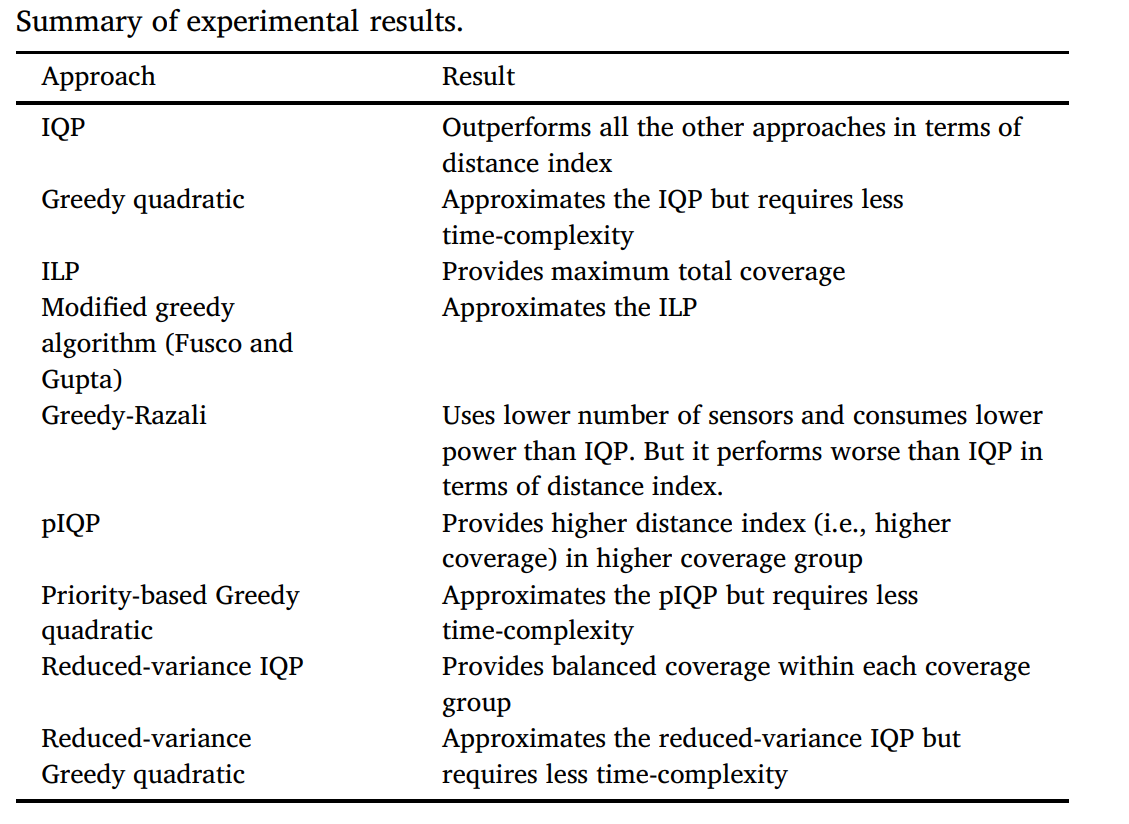 Summary of experimental results.
Approach Result
IQP Outperforms all the other approaches in terms of
distance index
Greedy quadratic Approximates the IQP but requires less
time-complexity
ILP Provides maximum total coverage
Modified greedy Approximates the ILP
algorithm (Fusco and
Gupta)
Greedy-Razali Uses lower number of sensors and consumes lower
power than IQP. But it performs worse than IQP in
terms of distance index.
pIQP Provides higher distance index (i.e., higher
coverage) in higher coverage group
Priority-based Greedy Approximates the pIQP but requires less
quadratic time-complexity
Reduced-variance IQP Provides balanced coverage within each coverage
group
Reduced-variance Approximates the reduced-variance IQP but
Greedy quadratic requires less time-complexity